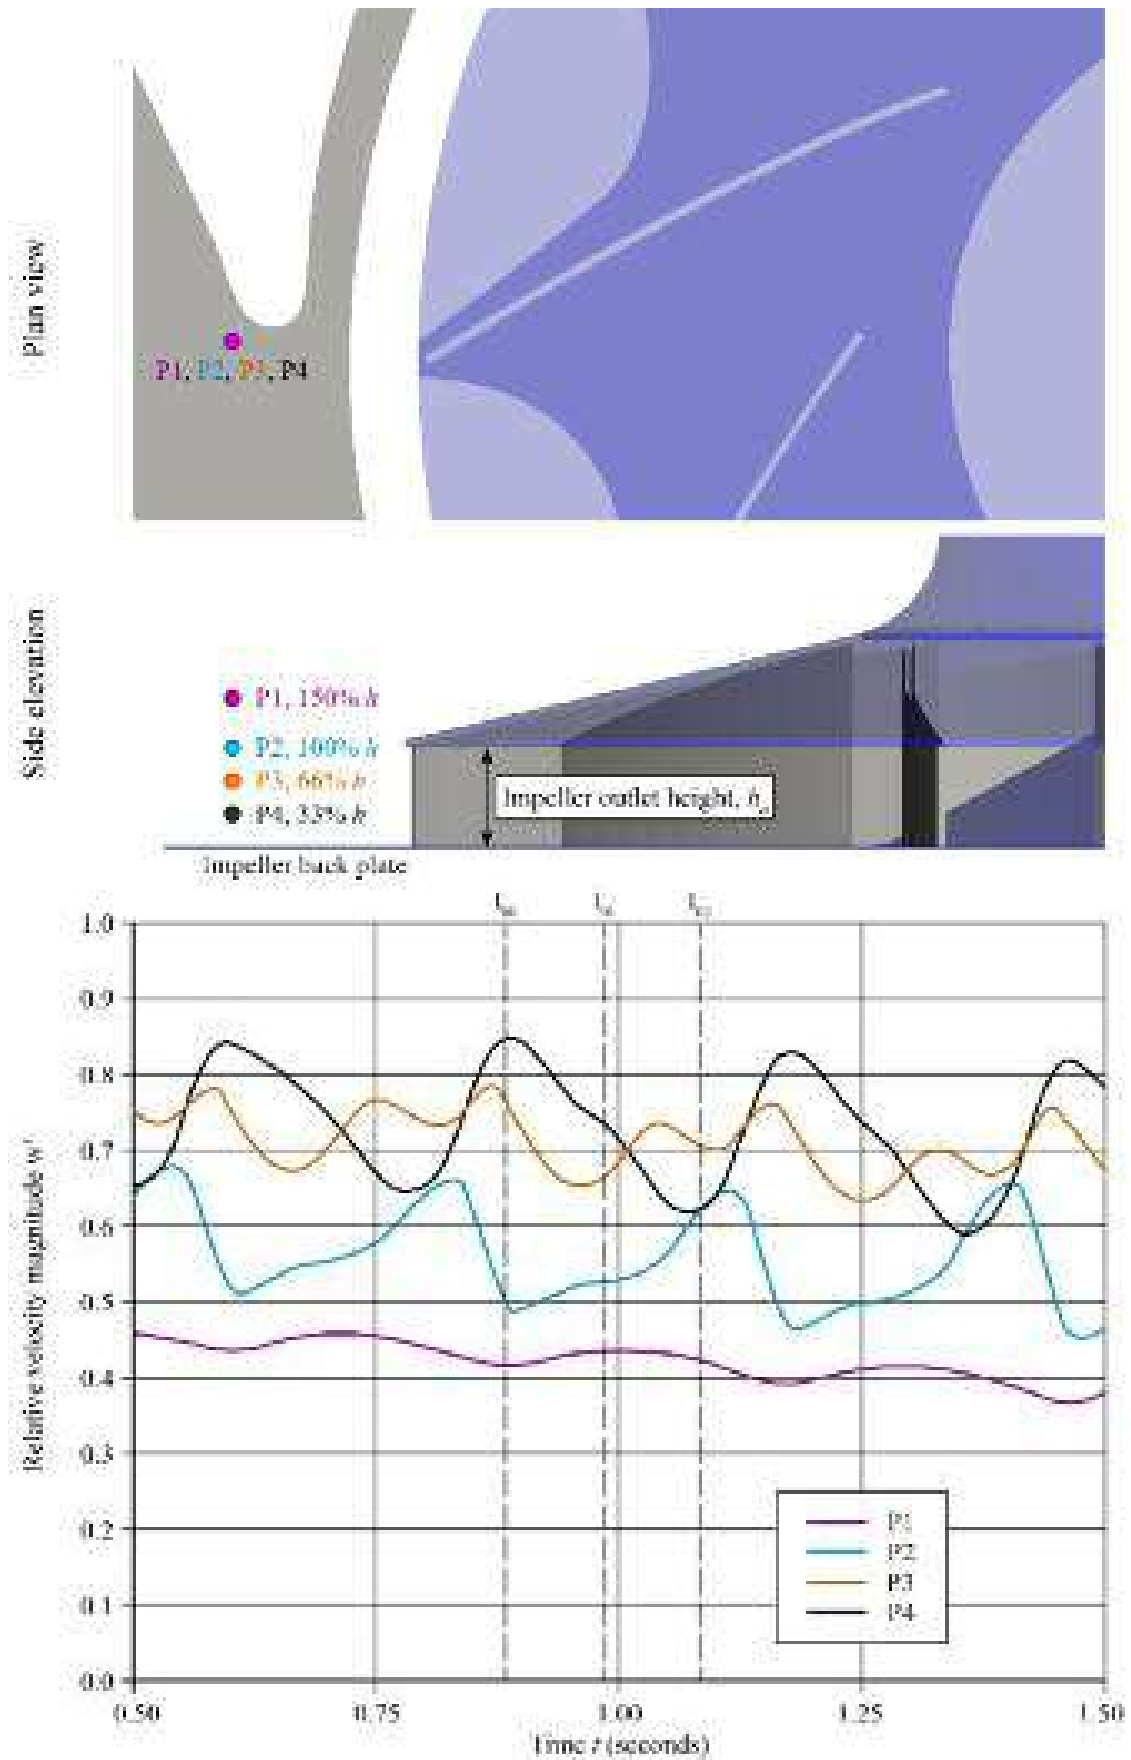 Plan view
P1, P2, P3, P4
Side elevation
P1, 150% h
P2, 100% h
P3, 66% h
P4, 33% h
Impeller outlet height, h
Impeller back plate
1.0
0.9
0.8
0.7
0.6
0.5
0.4
0.3
0.2
0.1
0.0
Relative velocity magnitude w'
P1
P2
P3
P4
0.50
0.75
1.00
1.25
1.50
Time t (seconds)